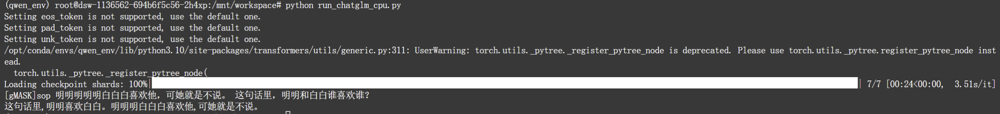 (qwen_env) root@dsw-1136562-694b6f5c56-2h4xp:/mnt/workspace# python run_chatglm_cpu.py
Setting eos_token is not supported, use the default one.
Setting pad_token is not supported, use the default one.
Setting unk_token is not supported, use the default one.
/opt/conda/envs/qwen_env/lib/python3.10/site-packages/transformers/utils/generic.py:311: UserWarning: torch.utils._pytree._register_pytree_node is deprecated. Please use torch.utils._pytree.register_pytree_node inst
ead.
  torch.utils._pytree._register_pytree_node(
Loading checkpoint shards: 100%| | 7/7 [00:24<00:00,  3.51s/it]
[gMASK]sop 明明明明明白白白喜欢他，可她就是不说。 这句话里，明明和白白谁喜欢谁？
这句话里,明明喜欢白白。明明明白白白喜欢他,可她就是不说。